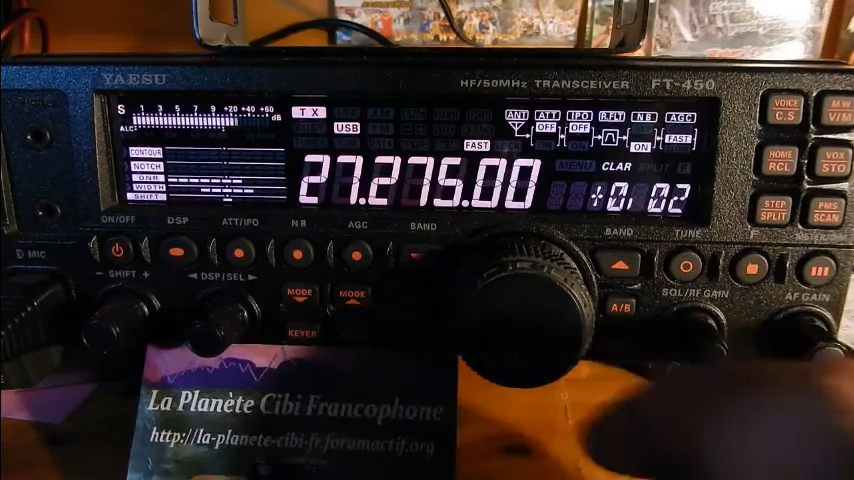 YAESU
HF/50MHz TRANSCEIVER FT-450
S 1 3 5 7 9 +20 +40 +60 dB
ALC
TX
USB
FAST
ANT ATT IPO R.FLT NB AGC
OFF OFF ON FAST
CONTOUR
NOTCH
DNR
WIDTH
SHIFT
27.275.00
MENU CLAR SPLIT
VOICE
C.S
M/W
V/M
HOME
RCL
VOX
STO
STEP
SPLIT
PMS
SCAN
ON/OFF DSP ATT/IPO NB AGC BAND BAND TUNE
MIC
- SHIFT +
DSP/SEL
MODE MODE
KEYER
A/B
SQL/RF GAIN AF GAIN
La Planète Cibi Francophone
http://la-planete-cibi-fr.forumactif.org